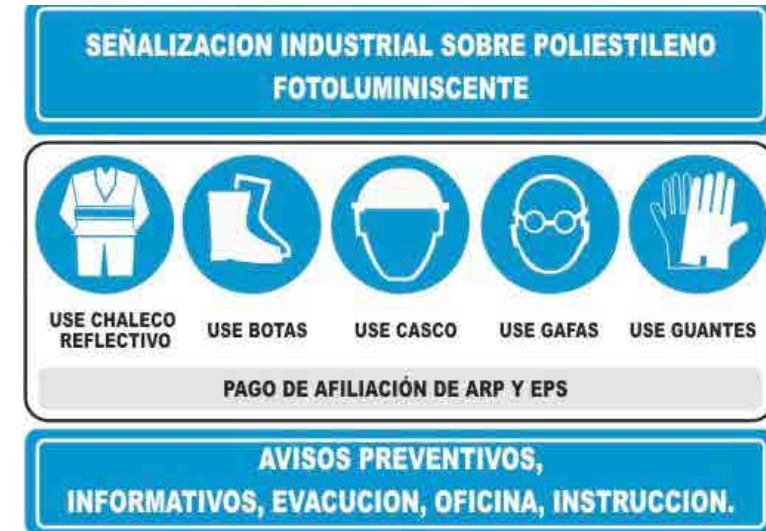 SEÑALIZACION INDUSTRIAL SOBRE POLIESTILENO
FOTOLUMINISCENTE
USE CHALECO
REFLECTIVO
USE BOTAS
USE CASCO
USE GAFAS
USE GUANTES
PAGO DE AFILIACIÓN DE ARP Y EPS
AVISOS PREVENTIVOS,
INFORMATIVOS, EVACUCION, OFICINA, INSTRUCCION.